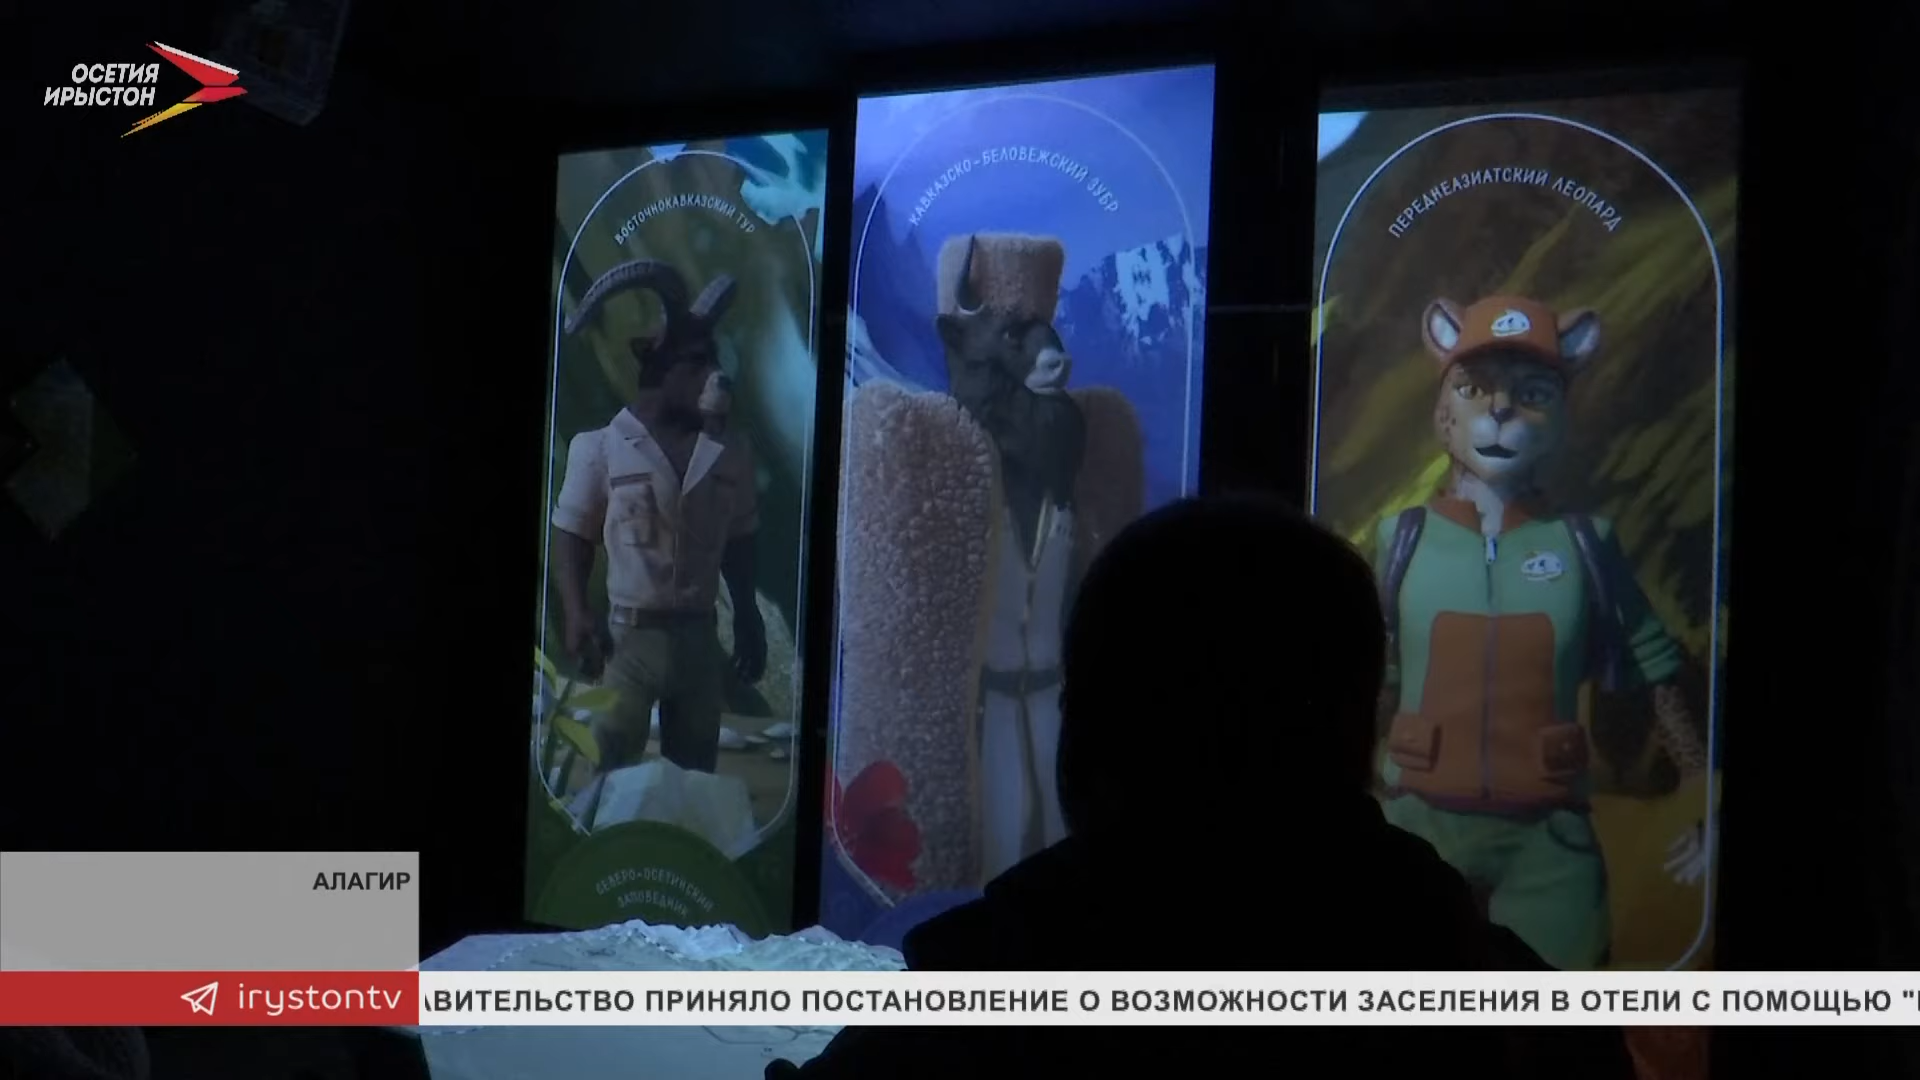 ОСЕТИЯ
ИРЫСТОН
ВОСТОЧНОКАВКАЗСКИЙ ТУР
КАВКАЗСКО-БЕЛОВЕЖСКИЙ ЗУБР
ПЕРЕДНЕАЗИАТСКИЙ ЛЕОПАРД
СЕВЕРО-ОСЕТИНСКИЙ
ЗАПОВЕДНИК
АЛАГИР
irystontv
АВИТЕЛЬСТВО ПРИНЯЛО ПОСТАНОВЛЕНИЕ О ВОЗМОЖНОСТИ ЗАСЕЛЕНИЯ В ОТЕЛИ С ПОМОЩЬЮ "